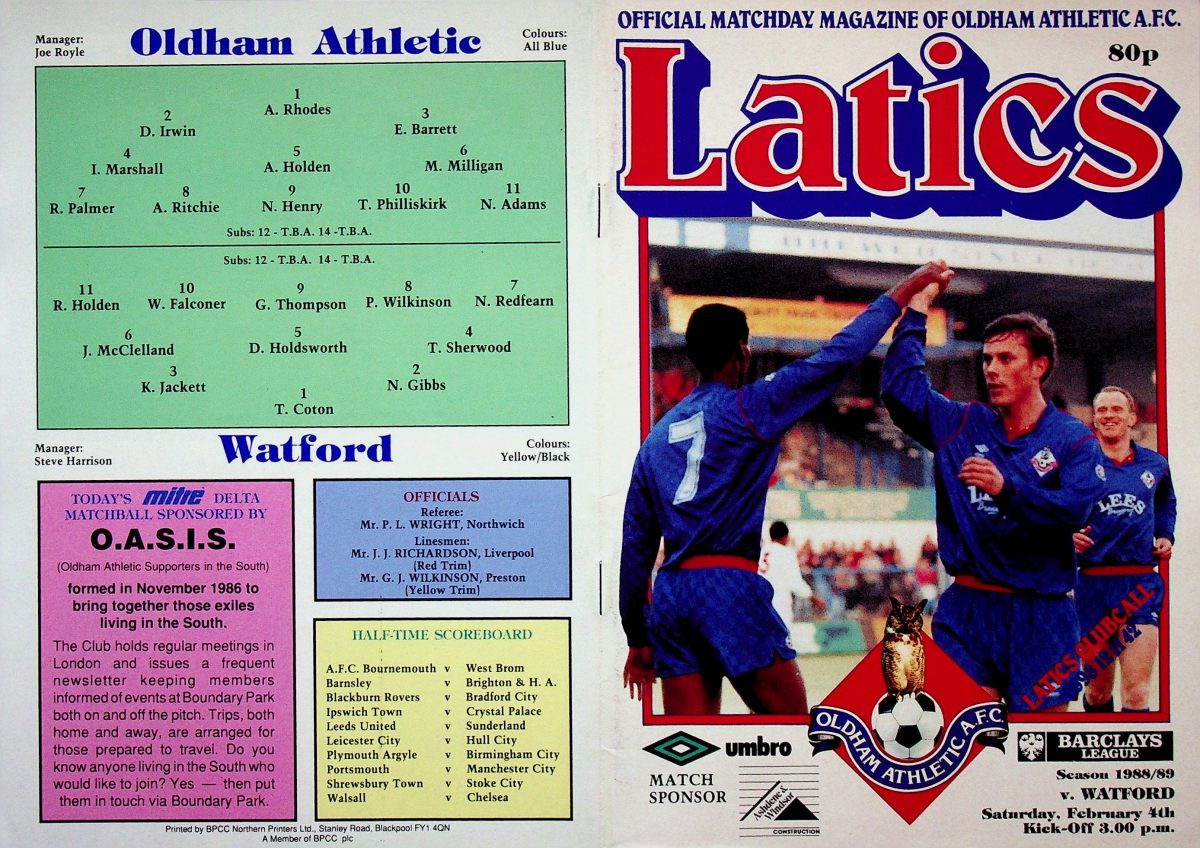 Manager:
Joe Royle
Oldham Athletic
Colours:
All Blue
1
A. Rhodes
2
D. Irwin
3
E. Barrett
4
I. Marshall
5
A. Holden
6
M. Milligan
7
R. Palmer
8
A. Ritchie
9
N. Henry
10
T. Philliskirk
11
N. Adams
Subs: 12 - T.B.A. 14 -T.B.A.
Subs: 12 - T.B.A. 14 - T.B.A.
11
R. Holden
10
W. Falconer
9
G. Thompson
8
P. Wilkinson
7
N. Redfearn
6
J. McClelland
5
D. Holdsworth
4
T. Sherwood
3
K. Jackett
2
N. Gibbs
1
T. Coton
Manager:
Steve Harrison
Watford
Colours:
Yellow/Black
TODAY'S mitre DELTA
MATCHBALL SPONSORED BY
O.A.S.I.S.
(Oldham Athletic Supporters in the South)
formed in November 1986 to
bring together those exiles
living in the South.
The Club holds regular meetings in
London and issues a frequent
newsletter keeping members
informed of events at Boundary Park
both on and off the pitch. Trips, both
home and away, are arranged for
those prepared to travel. Do you
know anyone living in the South who
would like to join? Yes — then put
them in touch via Boundary Park.
OFFICIALS
Referee:
Mr. P. L. WRIGHT, Northwich
Linesmen:
Mr. J. J. RICHARDSON, Liverpool
(Red Trim)
Mr. G. J. WILKINSON, Preston
(Yellow Trim)
HALF-TIME SCOREBOARD
A.F.C. Bournemouth v West Brom
Barnsley v Brighton & H. A.
Blackburn Rovers v Bradford City
Ipswich Town v Crystal Palace
Leeds United v Sunderland
Leicester City v Hull City
Plymouth Argyle v Birmingham City
Portsmouth v Manchester City
Shrewsbury Town v Stoke City
Walsall v Chelsea
Printed by BPCC Northern Printers Ltd., Stanley Road, Blackpool FY1 4QN
A Member of BPCC plc
OFFICIAL MATCHDAY MAGAZINE OF OLDHAM ATHLETIC A.F.C.
80p
Latics
7
LEES
LATICS CLUBCALL
OLDHAM ATHLETIC A.F.C.
umbro
MATCH
SPONSOR
Ashdene &
Windsor
CONSTRUCTION
BARCLAYS
LEAGUE
Season 1988/89
v. WATFORD
Saturday, February 4th
Kick-Off 3.00 p.m.